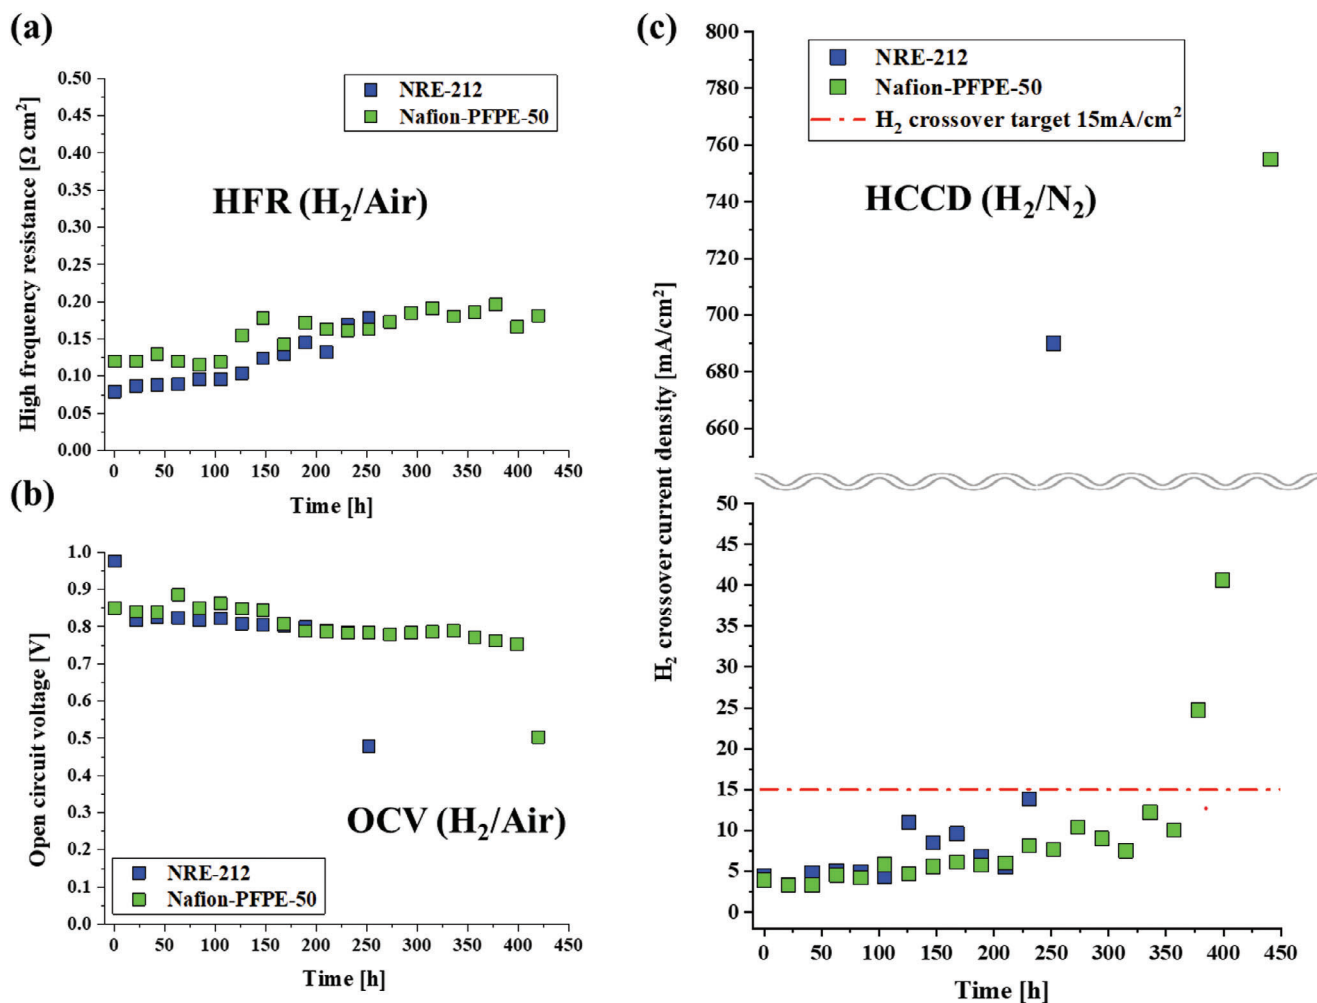 (a)
0.50
0.45
0.40
0.35
0.30
0.25
0.20
0.15
0.10
0.05
0.00
High frequency resistance [Ω cm²]
NRE-212
Nafion-PFPE-50
HFR (H₂/Air)
0 50 100 150 200 250 300 350 400 450
Time [h]
(b)
1.0
0.9
0.8
0.7
0.6
0.5
0.4
0.3
0.2
0.1
0.0
Open circuit voltage [V]
OCV (H₂/Air)
NRE-212
Nafion-PFPE-50
0 50 100 150 200 250 300 350 400 450
Time [h]
(c)
800
780
760
740
720
700
680
660
50
45
40
35
30
25
20
15
10
5
0
H₂ crossover current density [mA/cm²]
NRE-212
Nafion-PFPE-50
H₂ crossover target 15mA/cm²
HCCD (H₂/N₂)
0 50 100 150 200 250 300 350 400 450
Time [h]